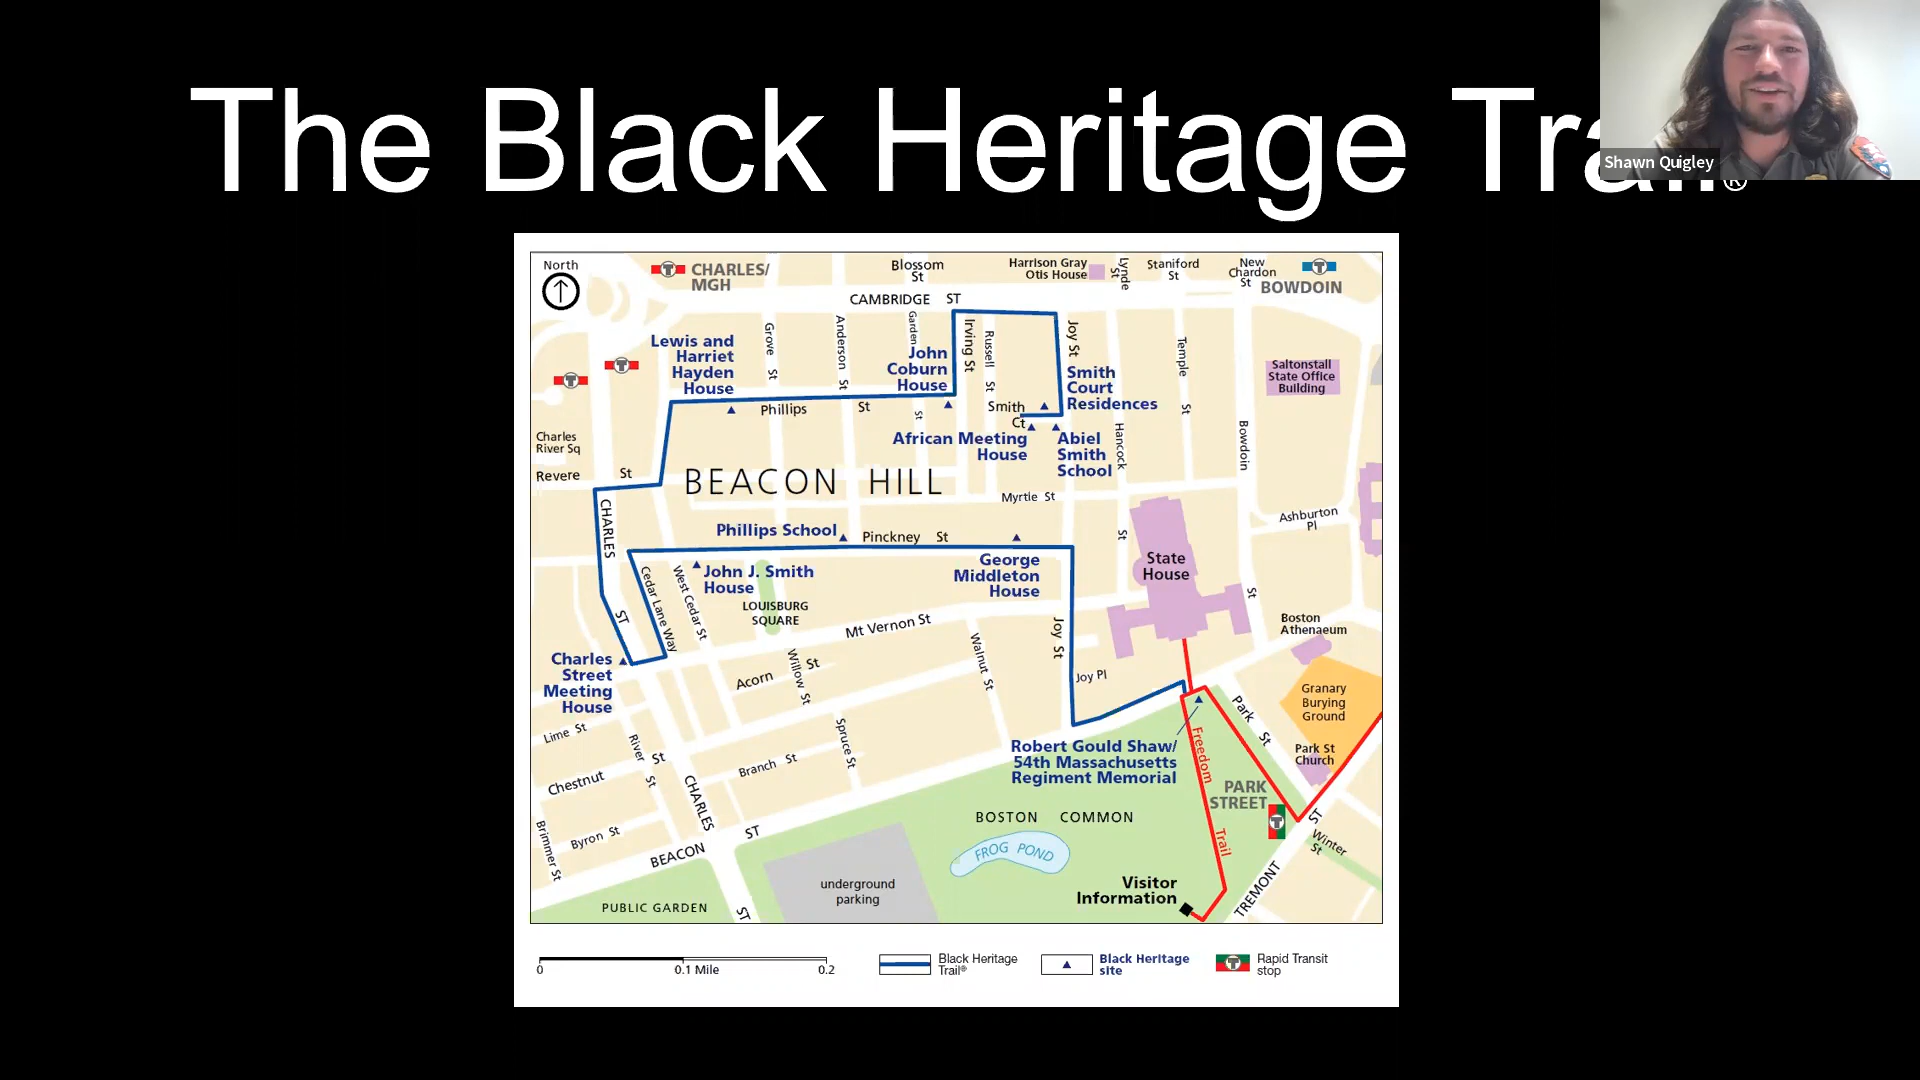 The Black Heritage Trail®
Shawn Quigley
North
CHARLES/
MGH
Blossom
St
Harrison Gray
Otis House
Lynde
St
Staniford
St
New
Chardon
St
BOWDOIN
CAMBRIDGE ST
Grove St
Anderson St
Garden
St
Irving St
Russell St
Joy St
Temple St
Lewis and
Harriet
Hayden
House
John
Coburn
House
Smith
Court
Residences
Saltonstall
State Office
Building
Phillips St
Smith
Ct
African Meeting
House
Abiel
Smith
School
Hancock St
Bowdoin St
Charles
River Sq
Revere St
BEACON HILL
Myrtle St
CHARLES ST
Phillips School
Pinckney St
Ashburton
Pl
State
House
George
Middleton
House
John J. Smith
House
Cedar Lane Way
West Cedar St
LOUISBURG
SQUARE
Mt Vernon St
Joy St
Boston
Athenaeum
Charles
Street
Meeting
House
Acorn St
Willow St
Walnut St
Joy Pl
Granary
Burying
Ground
Park St
Lime St
River St
Spruce St
Robert Gould Shaw/
54th Massachusetts
Regiment Memorial
Freedom Trail
Park St
Church
Chestnut St
Branch St
CHARLES ST
PARK
STREET
BOSTON COMMON
FROG POND
Brimmer St
Byron St
BEACON ST
Winter
St
TREMONT ST
underground
parking
Visitor
Information
PUBLIC GARDEN
0 0.1 Mile 0.2
Black Heritage
Trail®
Black Heritage
site
Rapid Transit
stop